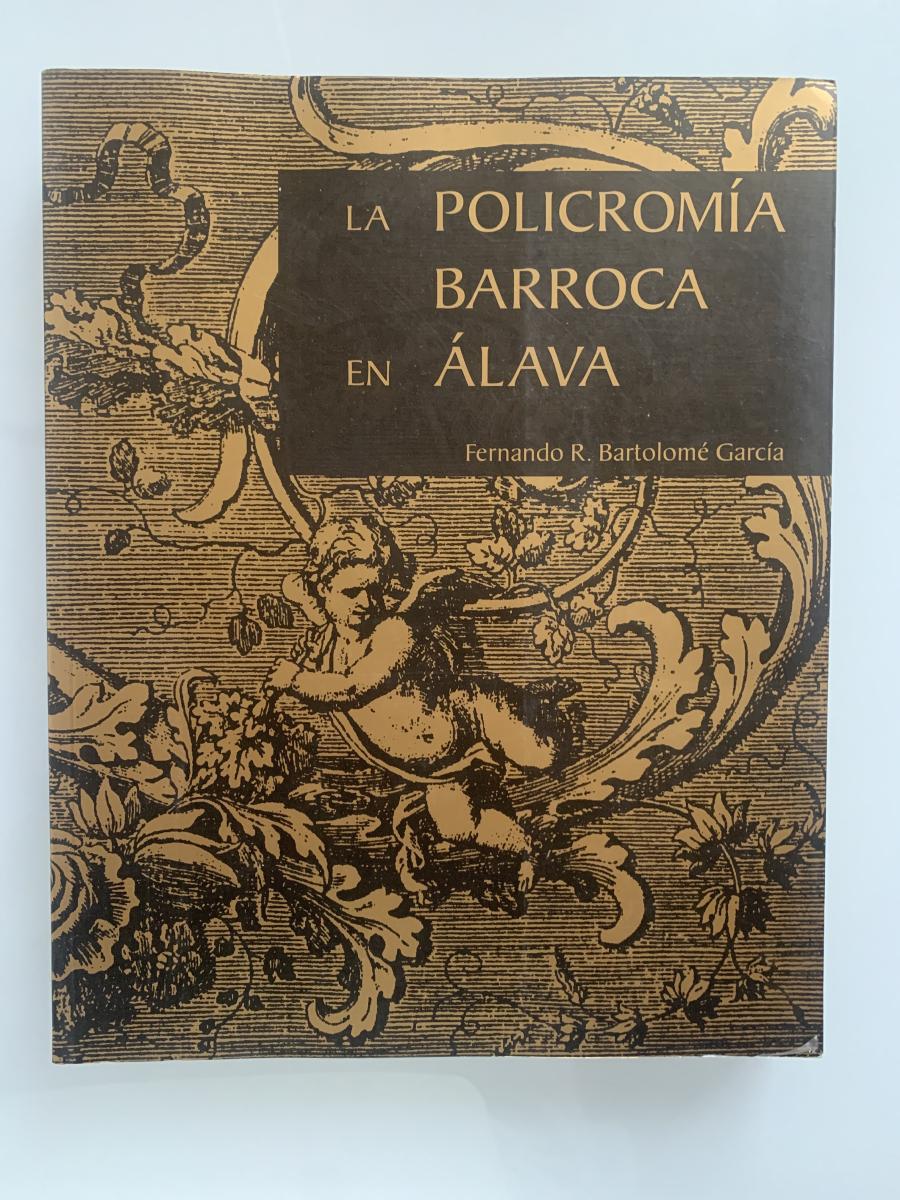 LA POLICROMÍA
BARROCA
EN ÁLAVA
Fernando R. Bartolomé García